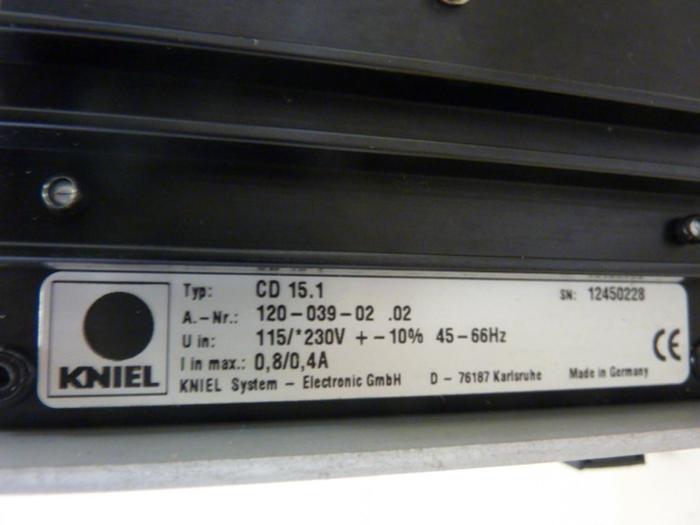 Typ: CD 15.1 SN: 12450228
A.-Nr.: 120-039-02 .02
U in: 115/*230V +-10% 45-66Hz
I in max.: 0,8/0,4A
KNIEL System - Electronic GmbH D - 76187 Karlsruhe Made in Germany
KNIEL
CE